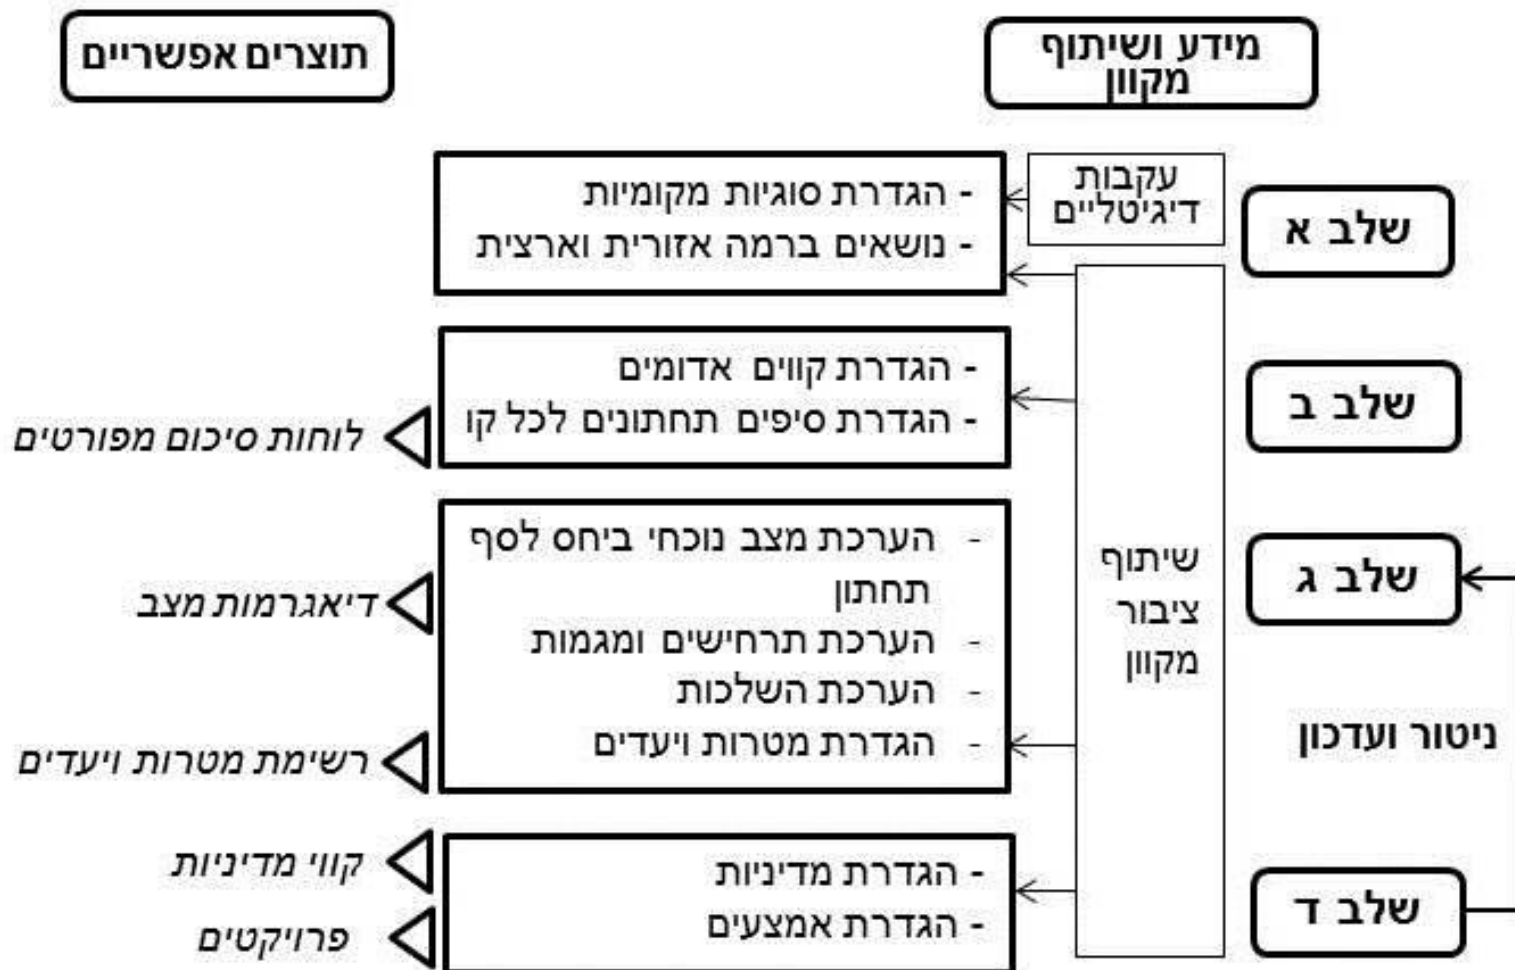 מידע ושיתוף
מקוון
תוצרים אפשריים
שלב א
עקבות
דיגיטליים
- הגדרת סוגיות מקומיות
- נושאים ברמה אזורית וארצית
שלב ב
- הגדרת קווים אדומים
- הגדרת סיפים תחתונים לכל קו
לוחות סיכום מפורטים
שלב ג
שיתוף
ציבור
מקוון
- הערכת מצב נוכחי ביחס לסף
תחתון
- הערכת תרחישים ומגמות
- הערכת השלכות
- הגדרת מטרות ויעדים
דיאגרמות מצב
רשימת מטרות ויעדים
ניטור ועדכון
שלב ד
- הגדרת מדיניות
- הגדרת אמצעים
קווי מדיניות
פרויקטים